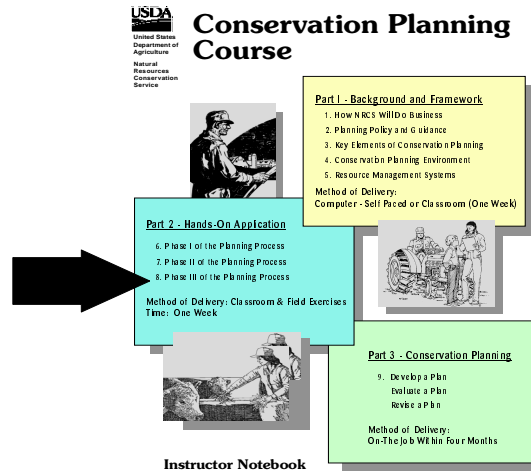 USDA
United States
Department of
Agriculture
Natural
Resources
Conservation
Service
Conservation Planning
Course
Part I - Background and Framework
1. How NRCS Will Do Business
2. Planning Policy and Guidance
3. Key Elements of Conservation Planning
4. Conservation Planning Environment
5. Resource Management Systems
Method of Delivery:
Computer - Self Paced or Classroom (One Week)
Part 2 - Hands-On Application
6. Phase I of the Planning Process
7. Phase II of the Planning Process
8. Phase III of the Planning Process
Method of Delivery: Classroom & Field Exercises
Time: One Week
Part 3 - Conservation Planning
9. Develop a Plan
Evaluate a Plan
Revise a Plan
Method of Delivery:
On-The Job Within Four Months
Instructor Notebook